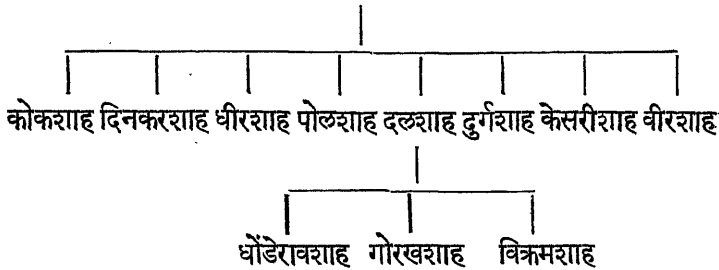 कोकशाह दिनकरशाह धीरशाह पोलशाह दलशाह दुर्गशाह केसरीशाह वीरशाह
धोंडेरावशाह गोरखशाह विक्रमशाह